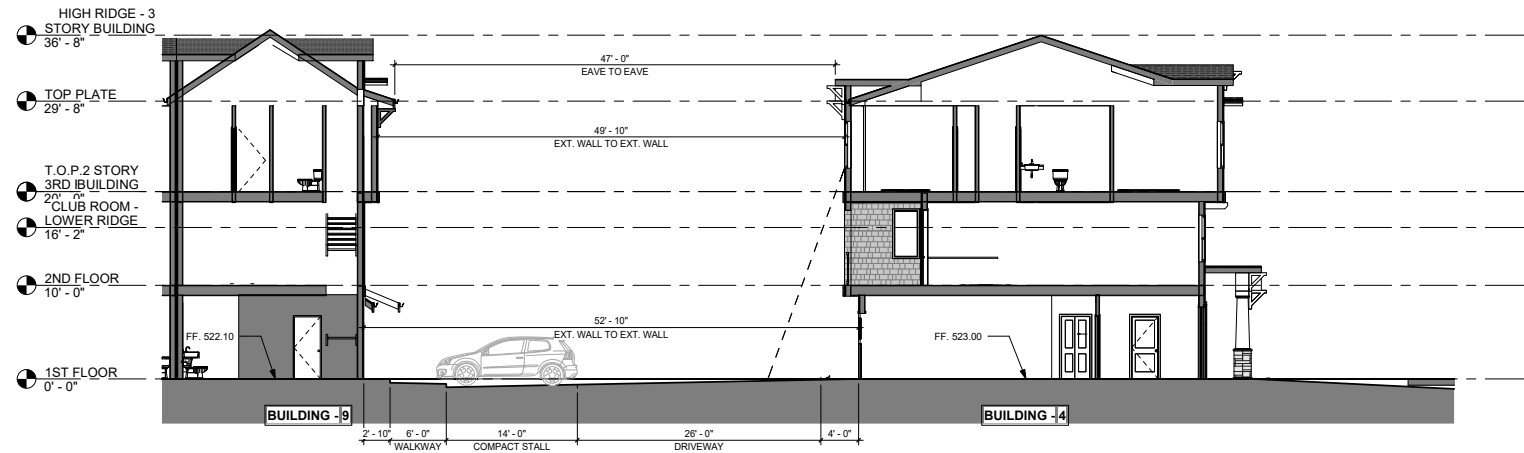 HIGH RIDGE - 3
STORY BUILDING
36' - 8"
47' - 0"
EAVE TO EAVE
TOP PLATE
29' - 8"
49' - 10"
EXT. WALL TO EXT. WALL
T.O.P.2 STORY
3RD BUILDING
20' - 0"
CLUB ROOM -
LOWER RIDGE
16' - 2"
2ND FLOOR
10' - 0"
52' - 10"
EXT. WALL TO EXT. WALL
FF. 522.10
FF. 523.00
1ST FLOOR
0' - 0"
BUILDING - 9
BUILDING - 4
2' - 10"
6' - 0"
14' - 0"
26' - 0"
4' - 0"
WALKWAY
COMPACT STALL
DRIVEWAY